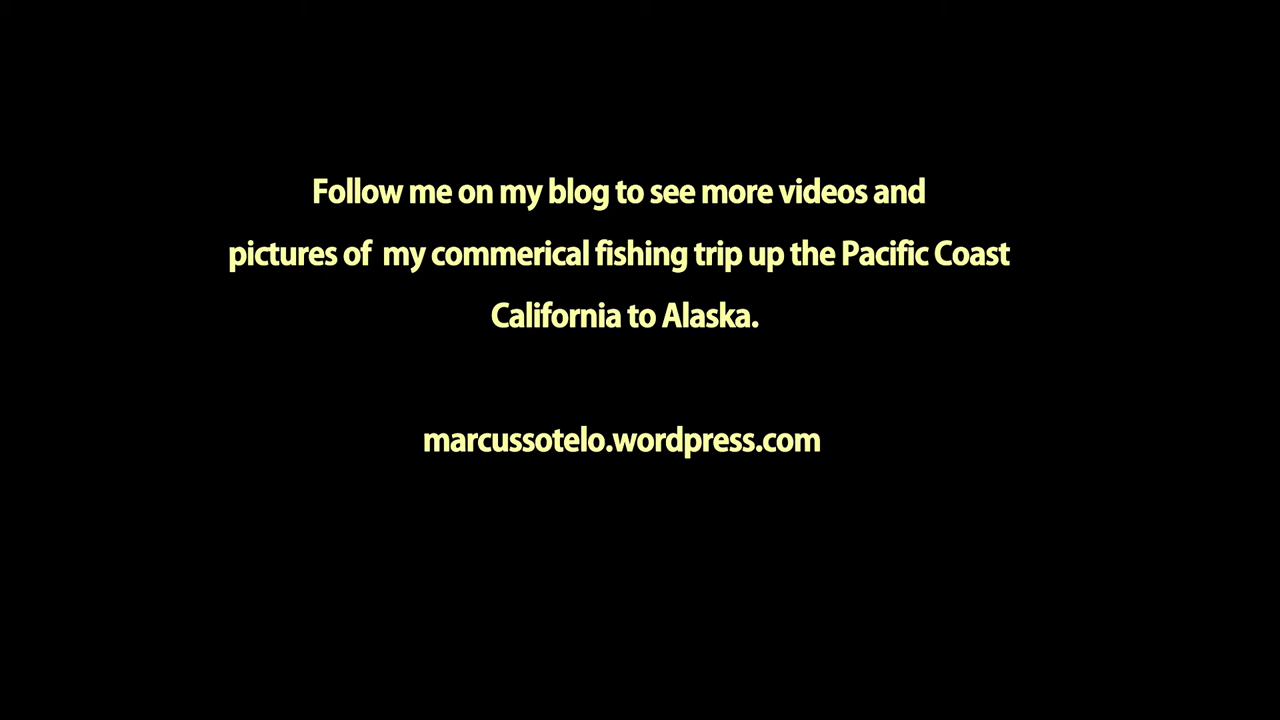 Follow me on my blog to see more videos and
pictures of  my commerical fishing trip up the Pacific Coast
California to Alaska.
marcussotelo.wordpress.com